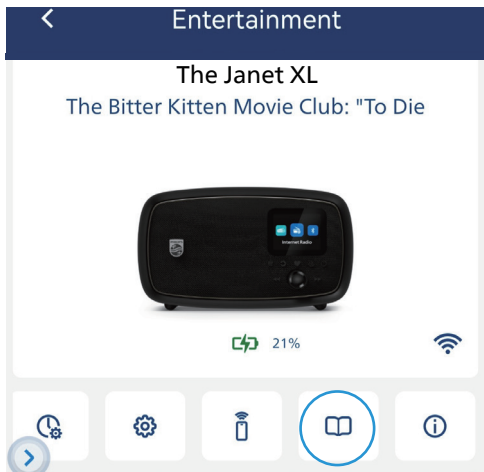 Entertainment
The Janet XL
The Bitter Kitten Movie Club: "To Die
Internet Radio
21%